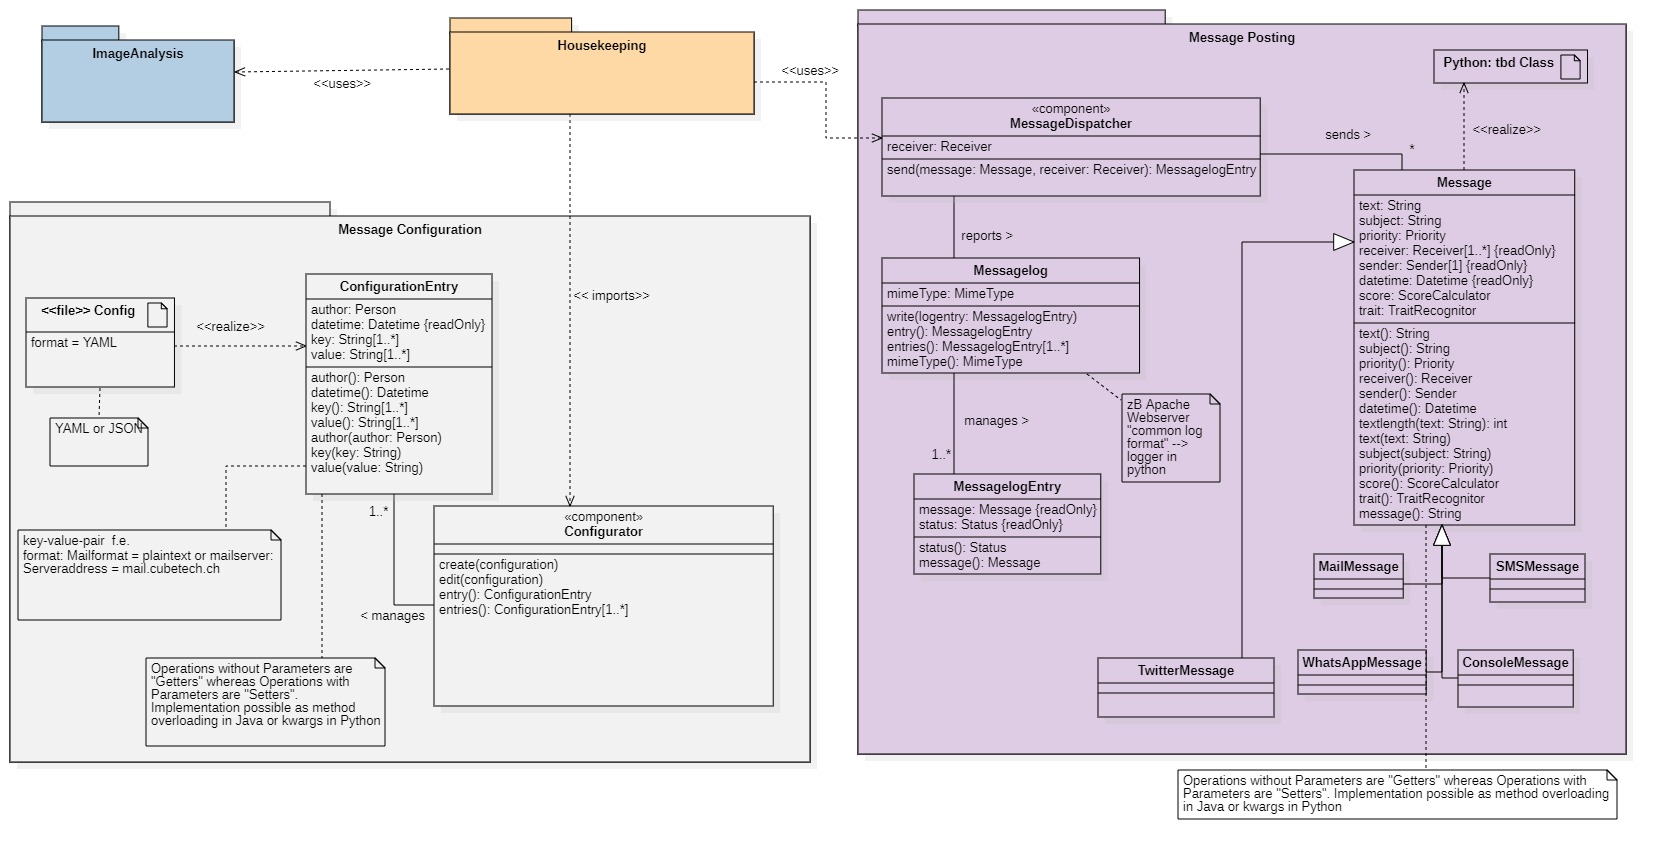 ImageAnalysis
<<uses>>
Housekeeping
<<uses>>
<< imports>>
Message Configuration
<<file>> Config
format = YAML
<<realize>>
YAML or JSON
ConfigurationEntry
author: Person
datetime: Datetime {readOnly}
key: String[1..*]
value: String[1..*]
author(): Person
datetime(): Datetime
key(): String[1..*]
value(): String[1..*]
author(author: Person)
key(key: String)
value(value: String)
key-value-pair  f.e.
format: Mailformat = plaintext or mailserver:
Serveraddress = mail.cubetech.ch
1..*
< manages
«component»
Configurator
create(configuration)
edit(configuration)
entry(): ConfigurationEntry
entries(): ConfigurationEntry[1..*]
Operations without Parameters are
"Getters" whereas Operations with
Parameters are "Setters".
Implementation possible as method
overloading in Java or kwargs in Python
Message Posting
Python: tbd Class
<<realize>>
«component»
MessageDispatcher
receiver: Receiver
send(message: Message, receiver: Receiver): MessagelogEntry
sends >
*
reports >
Messagelog
mimeType: MimeType
write(logentry: MessagelogEntry)
entry(): MessagelogEntry
entries(): MessagelogEntry[1..*]
mimeType(): MimeType
zB Apache
Webserver
"common log
format" -->
logger in
python
manages >
1..*
MessagelogEntry
message: Message {readOnly}
status: Status {readOnly}
status(): Status
message(): Message
Message
text: String
subject: String
priority: Priority
receiver: Receiver[1..*] {readOnly}
sender: Sender[1] {readOnly}
datetime: Datetime {readOnly}
score: ScoreCalculator
trait: TraitRecognitor
text(): String
subject(): String
priority(): Priority
receiver(): Receiver
sender(): Sender
datetime(): Datetime
textlength(text: String): int
text(text: String)
subject(subject: String)
priority(priority: Priority)
score(): ScoreCalculator
trait(): TraitRecognitor
message(): String
MailMessage
SMSMessage
TwitterMessage
WhatsAppMessage
ConsoleMessage
Operations without Parameters are "Getters" whereas Operations with
Parameters are "Setters". Implementation possible as method overloading
in Java or kwargs in Python